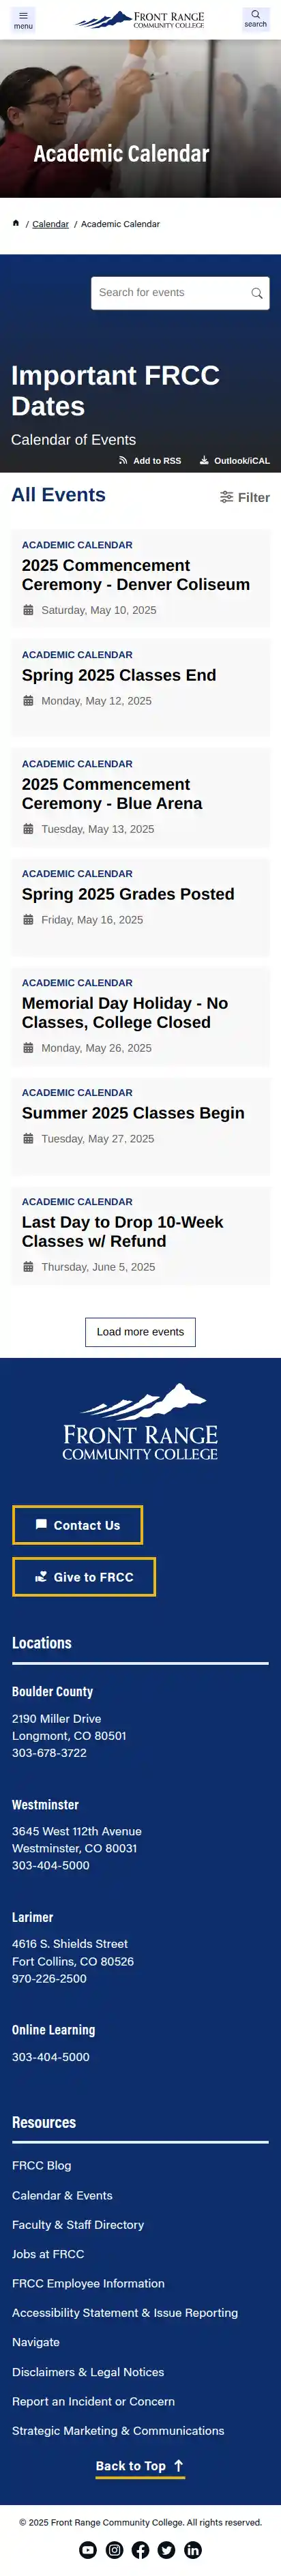 menu
FRONT RANGE
COMMUNITY COLLEGE
search
Academic Calendar
/ Calendar / Academic Calendar
Search for events
Important FRCC
Dates
Calendar of Events
Add to RSS
Outlook/iCAL
All Events
Filter
ACADEMIC CALENDAR
2025 Commencement
Ceremony - Denver Coliseum
Saturday, May 10, 2025
ACADEMIC CALENDAR
Spring 2025 Classes End
Monday, May 12, 2025
ACADEMIC CALENDAR
2025 Commencement
Ceremony - Blue Arena
Tuesday, May 13, 2025
ACADEMIC CALENDAR
Spring 2025 Grades Posted
Friday, May 16, 2025
ACADEMIC CALENDAR
Memorial Day Holiday - No
Classes, College Closed
Monday, May 26, 2025
ACADEMIC CALENDAR
Summer 2025 Classes Begin
Tuesday, May 27, 2025
ACADEMIC CALENDAR
Last Day to Drop 10-Week
Classes w/ Refund
Thursday, June 5, 2025
Load more events
FRONT RANGE
COMMUNITY COLLEGE
Contact Us
Give to FRCC
Locations
Boulder County
2190 Miller Drive
Longmont, CO 80501
303-678-3722
Westminster
3645 West 112th Avenue
Westminster, CO 80031
303-404-5000
Larimer
4616 S. Shields Street
Fort Collins, CO 80526
970-226-2500
Online Learning
303-404-5000
Resources
FRCC Blog
Calendar & Events
Faculty & Staff Directory
Jobs at FRCC
FRCC Employee Information
Accessibility Statement & Issue Reporting
Navigate
Disclaimers & Legal Notices
Report an Incident or Concern
Strategic Marketing & Communications
Back to Top
© 2025 Front Range Community College. All rights reserved.